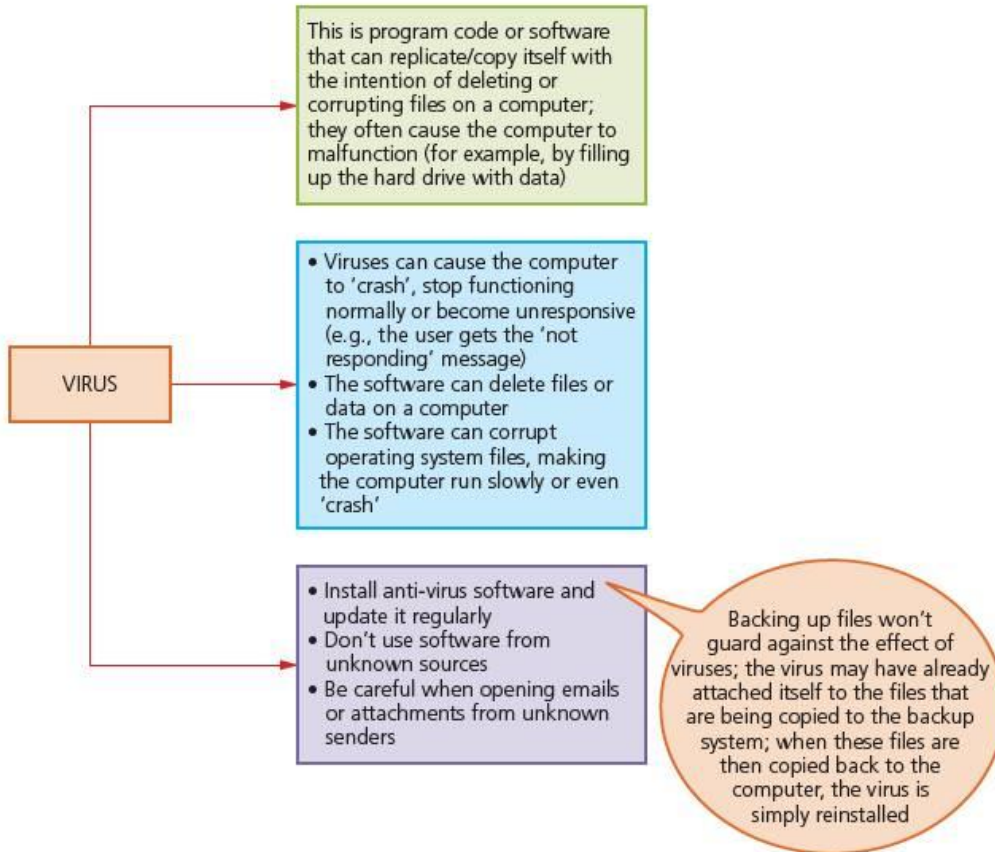 This is program code or software
that can replicate/copy itself with
the intention of deleting or
corrupting files on a computer;
they often cause the computer to
malfunction (for example, by filling
up the hard drive with data)
• Viruses can cause the computer
to ‘crash’, stop functioning
normally or become unresponsive
(e.g., the user gets the ‘not
responding’ message)
• The software can delete files or
data on a computer
• The software can corrupt
operating system files, making
the computer run slowly or even
‘crash’
VIRUS
• Install anti-virus software and
update it regularly
• Don’t use software from
unknown sources
• Be careful when opening emails
or attachments from unknown
senders
Backing up files won’t
guard against the effect of
viruses; the virus may have already
attached itself to the files that
are being copied to the backup
system; when these files are
then copied back to the
computer, the virus is
simply reinstalled